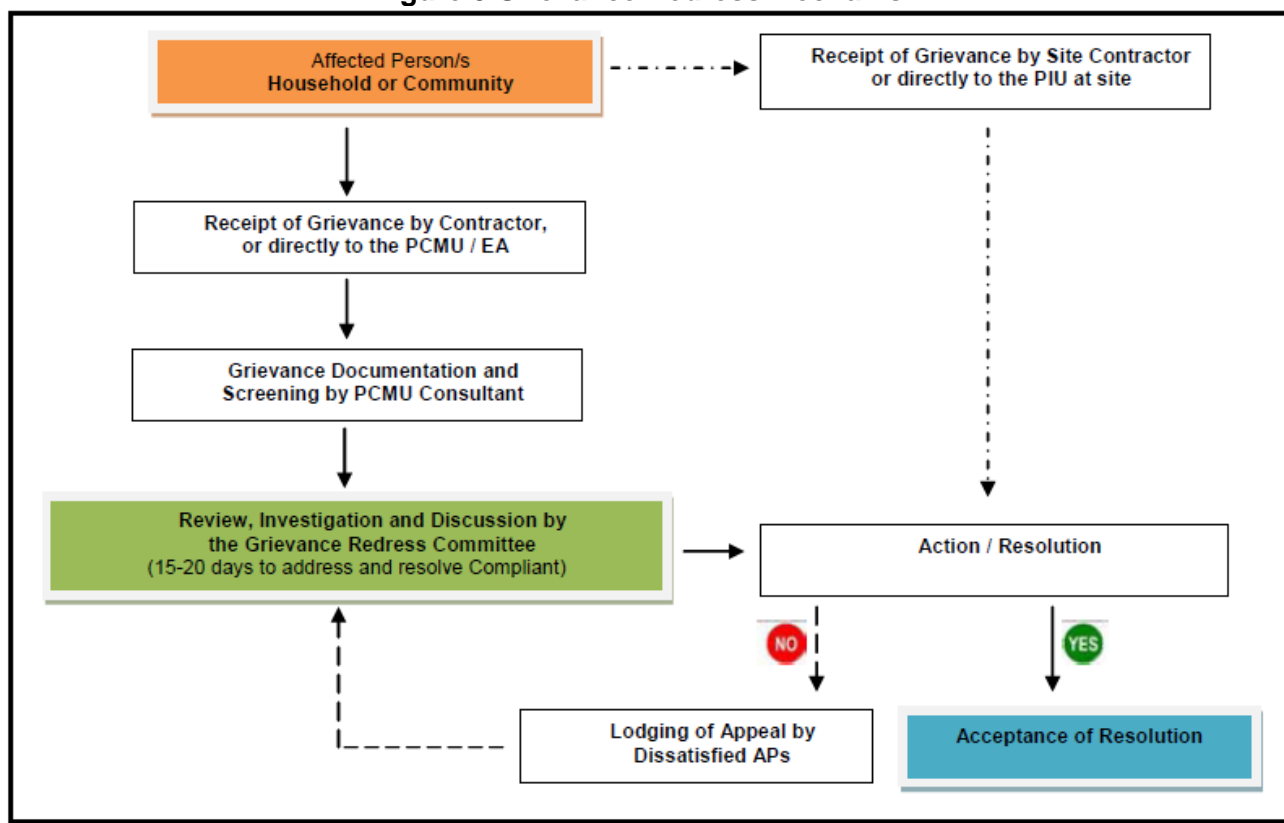 Affected Person/s
Household or Community
Receipt of Grievance by Site Contractor
or directly to the PIU at site
Receipt of Grievance by Contractor,
or directly to the PCMU / EA
Grievance Documentation and
Screening by PCMU Consultant
Review, Investigation and Discussion by
the Grievance Redress Committee
(15-20 days to address and resolve Compliant)
Action / Resolution
NO
YES
Lodging of Appeal by
Dissatisfied APs
Acceptance of Resolution